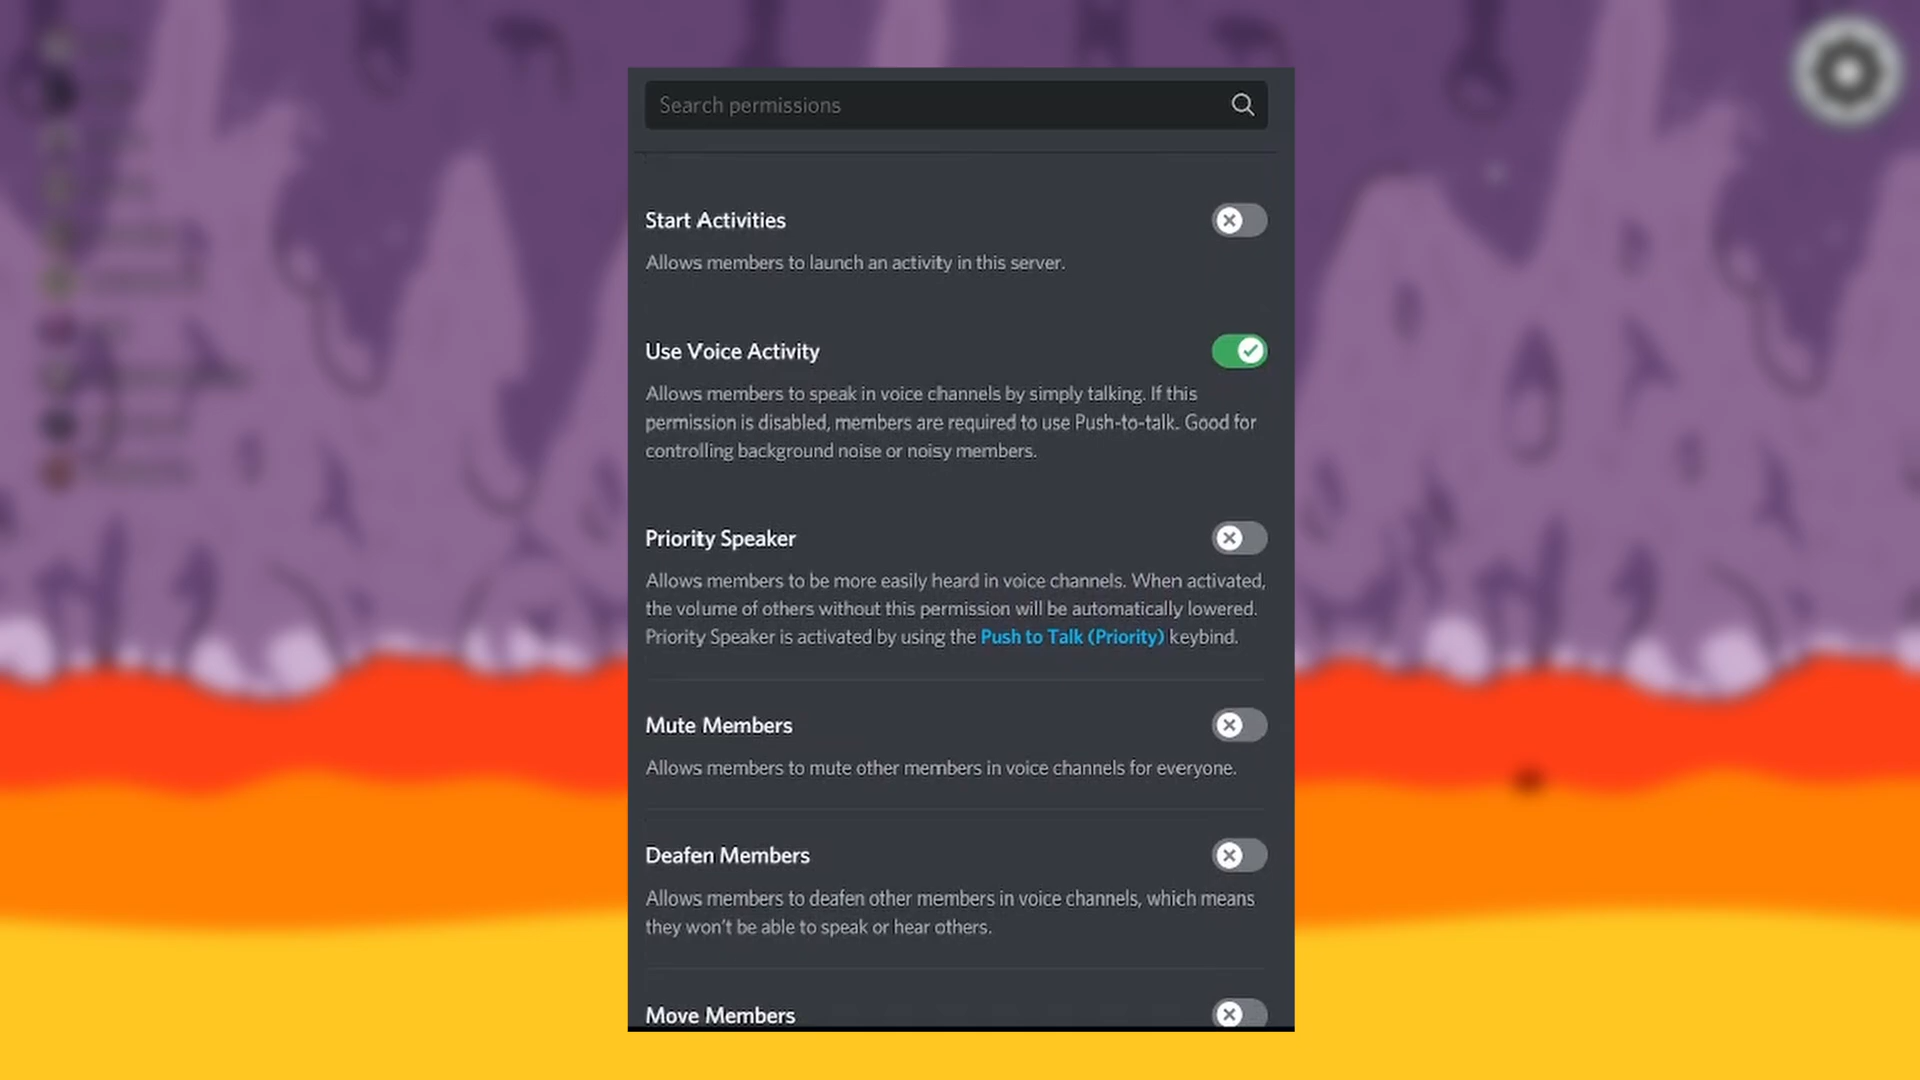 Search permissions
Start Activities
Allows members to launch an activity in this server.
Use Voice Activity
Allows members to speak in voice channels by simply talking. If this
permission is disabled, members are required to use Push-to-talk. Good for
controlling background noise or noisy members.
Priority Speaker
Allows members to be more easily heard in voice channels. When activated,
the volume of others without this permission will be automatically lowered.
Priority Speaker is activated by using the Push to Talk (Priority) keybind.
Mute Members
Allows members to mute other members in voice channels for everyone.
Deafen Members
Allows members to deafen other members in voice channels, which means
they won't be able to speak or hear others.
Move Members